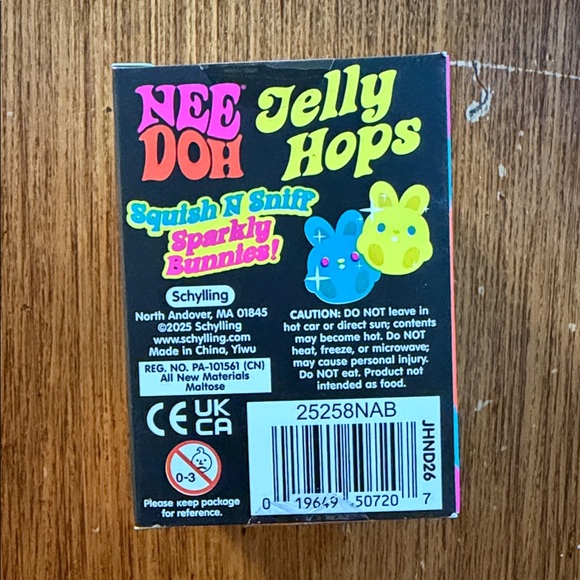 NEE DOH
Jelly Hops
Squish N Sniff
Sparkly
Bunnies!
Schylling
North Andover, MA 01845
©2025 Schylling
www.schylling.com
Made in China, Yiwu
REG. NO. PA-101561 (CN)
All New Materials
Maltose
CAUTION: DO NOT leave in
hot car or direct sun; contents
may become hot. Do NOT
heat, freeze, or microwave;
may cause personal injury.
Do NOT eat. Product not
intended as food.
CE UK CA
0-3
Please keep package
for reference.
25258NAB
0 19649 50720 7
JHND26